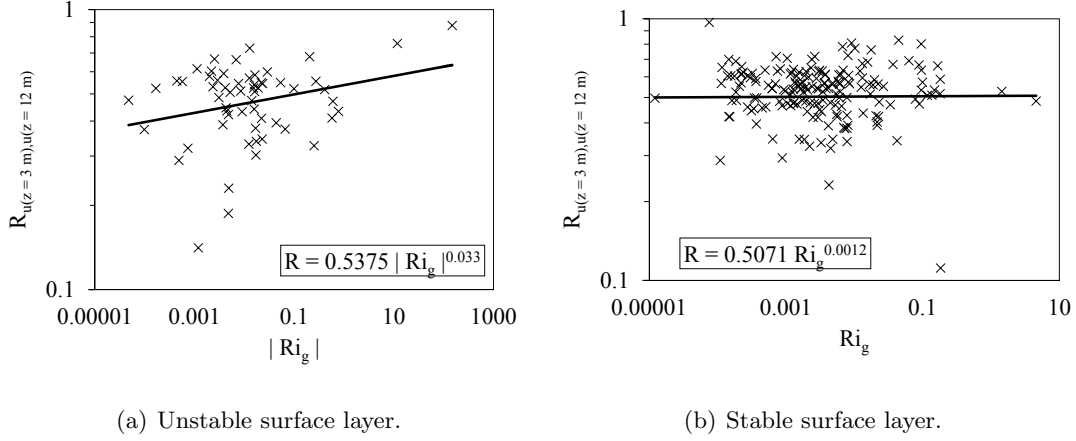 1
R_{u(z = 3 m),u(z = 12 m)}
R = 0.5375 | Ri_g |^{0.033}
0.1
0.00001 0.001 0.1 10 1000
| Ri_g |
(a) Unstable surface layer.
1
R_{u(z = 3 m),u(z = 12 m)}
R = 0.5071 Ri_g^{0.0012}
0.1
0.00001 0.001 0.1 10
Ri_g
(b) Stable surface layer.